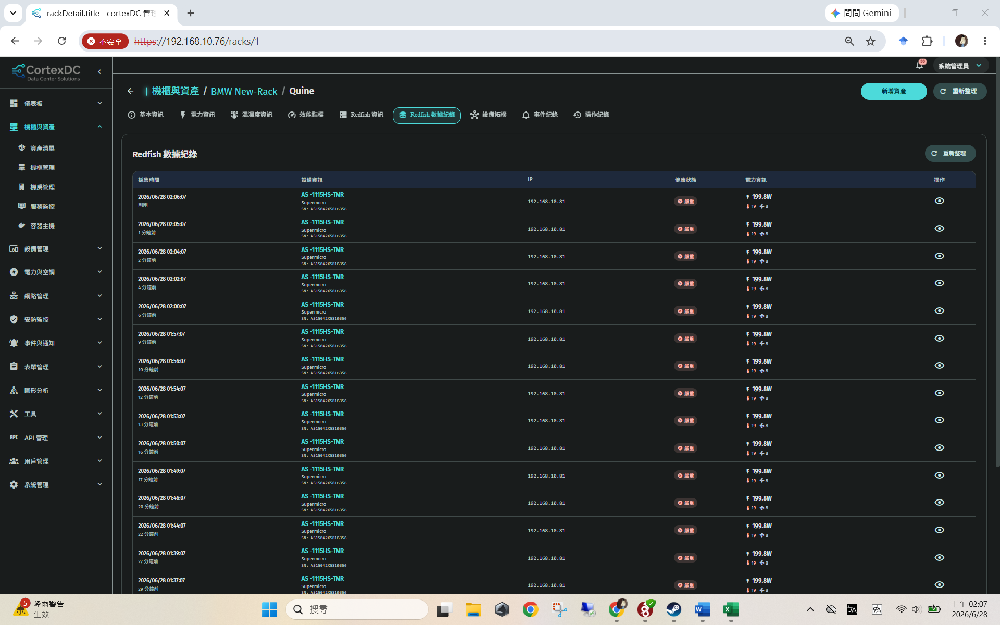 rackDetail.title - cortexDC 管理
問問 Gemini
不安全
https://192.168.10.76/racks/1
CortexDC
Data Center Solutions
33
系統管理員
機櫃與資產 / BMW New-Rack / Quine
新增資產
重新整理
基本資訊
電力資訊
溫濕度資訊
效能指標
Redfish 資訊
Redfish 數據紀錄
設備拓樸
事件紀錄
操作紀錄
儀表板
機櫃與資產
資產清單
機櫃管理
機房管理
服務監控
容器主機
設備管理
電力與空調
網路管理
安防監控
事件與通知
表單管理
圖形分析
工具
API 管理
用戶管理
系統管理
Redfish 數據紀錄
重新整理
採集時間 設備資訊 IP 健康狀態 電力資訊 操作
2026/06/28 02:06:07
剛剛
AS -1115HS-TNR
Supermicro
SN: A515042X5816356
192.168.10.81
嚴重
199.8W
19 8
2026/06/28 02:05:07
1 分鐘前
AS -1115HS-TNR
Supermicro
SN: A515042X5816356
192.168.10.81
嚴重
199.8W
19 8
2026/06/28 02:04:07
2 分鐘前
AS -1115HS-TNR
Supermicro
SN: A515042X5816356
192.168.10.81
嚴重
199.8W
19 8
2026/06/28 02:02:07
4 分鐘前
AS -1115HS-TNR
Supermicro
SN: A515042X5816356
192.168.10.81
嚴重
199.8W
19 8
2026/06/28 02:00:07
6 分鐘前
AS -1115HS-TNR
Supermicro
SN: A515042X5816356
192.168.10.81
嚴重
199.8W
19 8
2026/06/28 01:57:07
9 分鐘前
AS -1115HS-TNR
Supermicro
SN: A515042X5816356
192.168.10.81
嚴重
199.8W
19 8
2026/06/28 01:56:07
10 分鐘前
AS -1115HS-TNR
Supermicro
SN: A515042X5816356
192.168.10.81
嚴重
199.8W
19 8
2026/06/28 01:54:07
12 分鐘前
AS -1115HS-TNR
Supermicro
SN: A515042X5816356
192.168.10.81
嚴重
199.8W
19 8
2026/06/28 01:53:07
13 分鐘前
AS -1115HS-TNR
Supermicro
SN: A515042X5816356
192.168.10.81
嚴重
199.8W
19 8
2026/06/28 01:50:07
16 分鐘前
AS -1115HS-TNR
Supermicro
SN: A515042X5816356
192.168.10.81
嚴重
199.8W
19 8
2026/06/28 01:49:07
17 分鐘前
AS -1115HS-TNR
Supermicro
SN: A515042X5816356
192.168.10.81
嚴重
199.8W
19 8
2026/06/28 01:46:07
20 分鐘前
AS -1115HS-TNR
Supermicro
SN: A515042X5816356
192.168.10.81
嚴重
199.8W
19 8
2026/06/28 01:44:07
22 分鐘前
AS -1115HS-TNR
Supermicro
SN: A515042X5816356
192.168.10.81
嚴重
199.8W
19 8
2026/06/28 01:39:07
27 分鐘前
AS -1115HS-TNR
Supermicro
SN: A515042X5816356
192.168.10.81
嚴重
199.8W
19 8
2026/06/28 01:37:07
29 分鐘前
AS -1115HS-TNR
Supermicro
SN: A515042X5816356
192.168.10.81
嚴重
199.8W
19 8
5
降雨警告
生效
搜尋
上午 02:07
2026/6/28